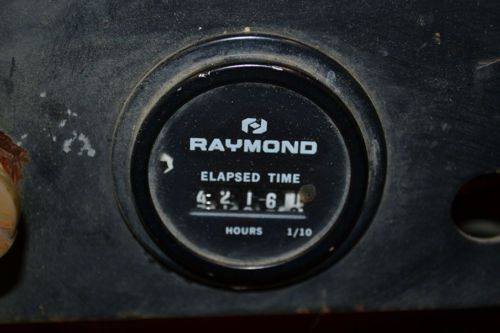 RAYMOND
ELAPSED TIME
HOURS 1/10